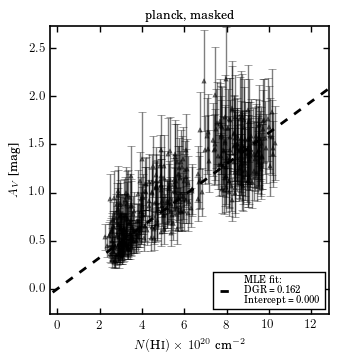 planck, masked
2.5
2.0
1.5
1.0
0.5
0.0
A_V [mag]
MLE fit:
DGR = 0.162
Intercept = 0.000
0 2 4 6 8 10 12
N(HI) × 10^20 cm^−2